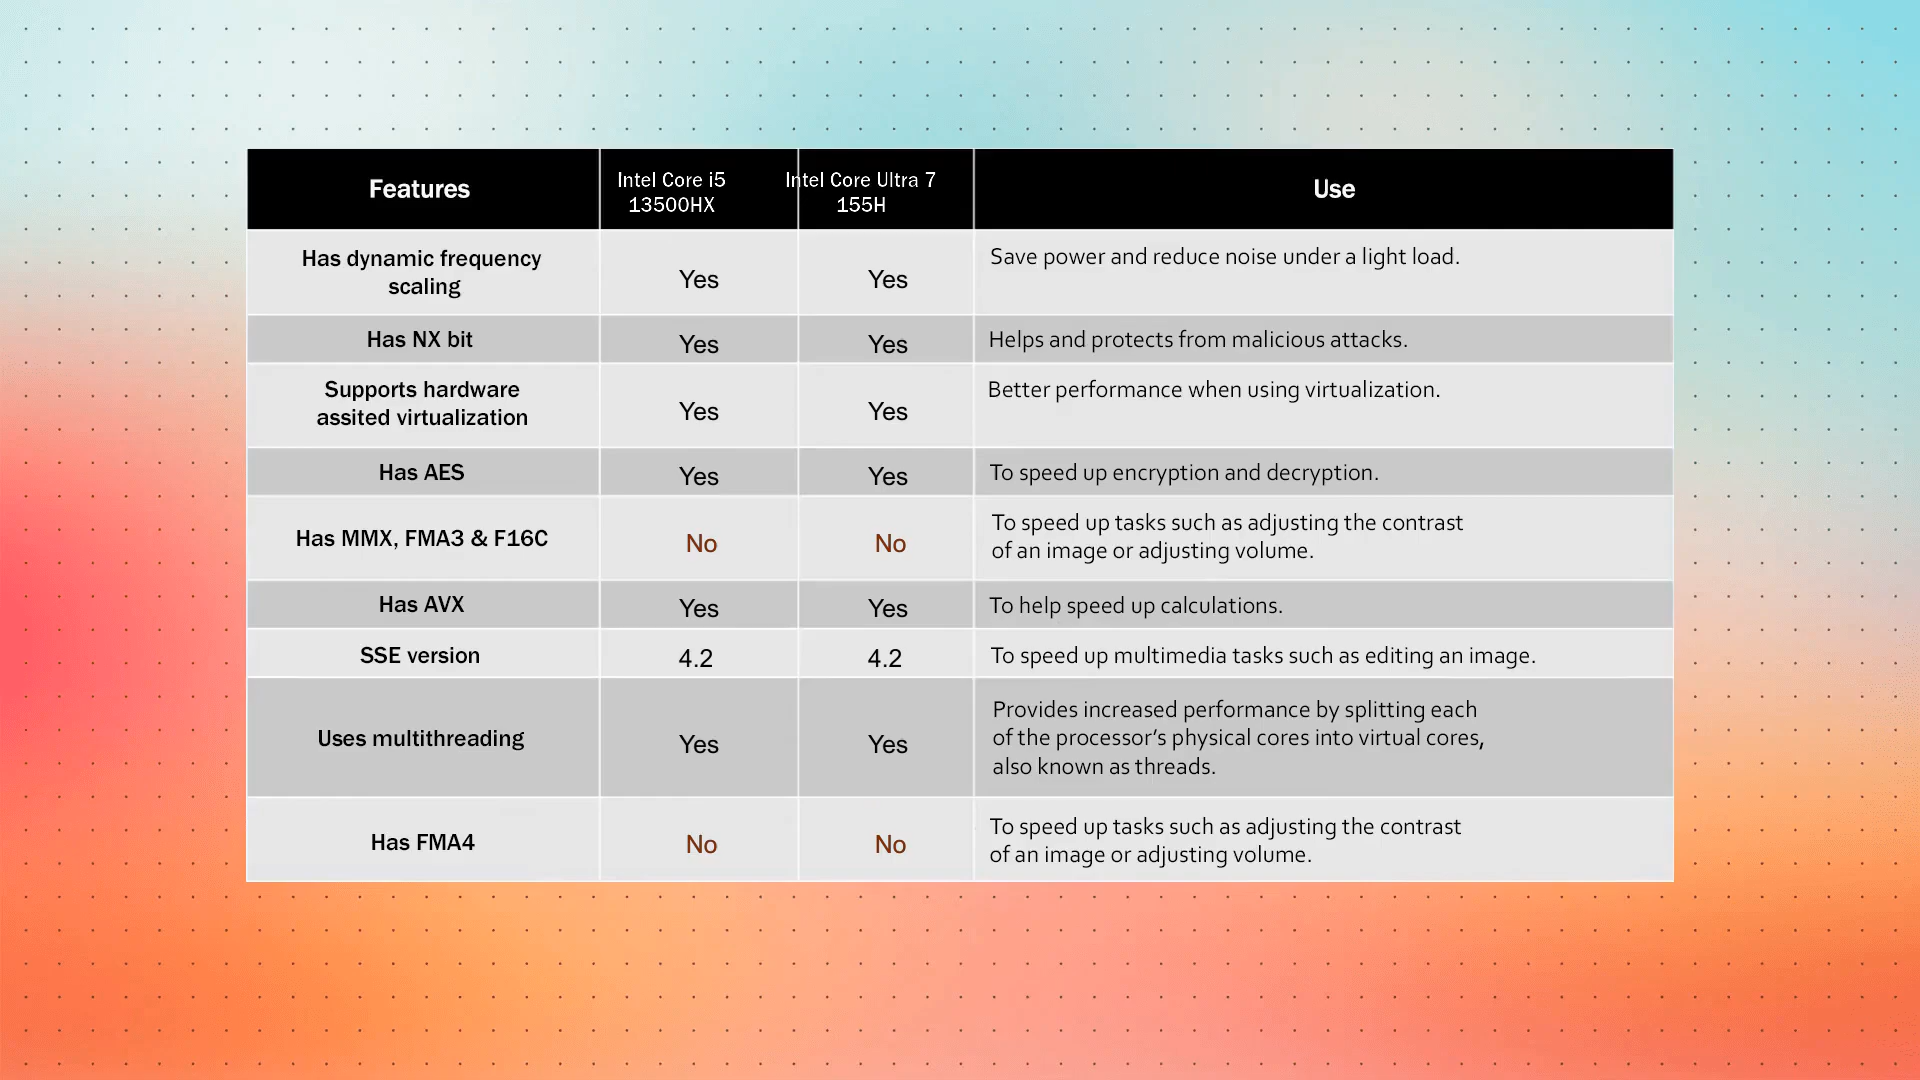 Features
Intel Core i5
13500HX
Intel Core Ultra 7
155H
Use
Has dynamic frequency
scaling
Yes
Yes
Save power and reduce noise under a light load.
Has NX bit
Yes
Yes
Helps and protects from malicious attacks.
Supports hardware
assited virtualization
Yes
Yes
Better performance when using virtualization.
Has AES
Yes
Yes
To speed up encryption and decryption.
Has MMX, FMA3 & F16C
No
No
To speed up tasks such as adjusting the contrast
of an image or adjusting volume.
Has AVX
Yes
Yes
To help speed up calculations.
SSE version
4.2
4.2
To speed up multimedia tasks such as editing an image.
Uses multithreading
Yes
Yes
Provides increased performance by splitting each
of the processor’s physical cores into virtual cores,
also known as threads.
Has FMA4
No
No
To speed up tasks such as adjusting the contrast
of an image or adjusting volume.